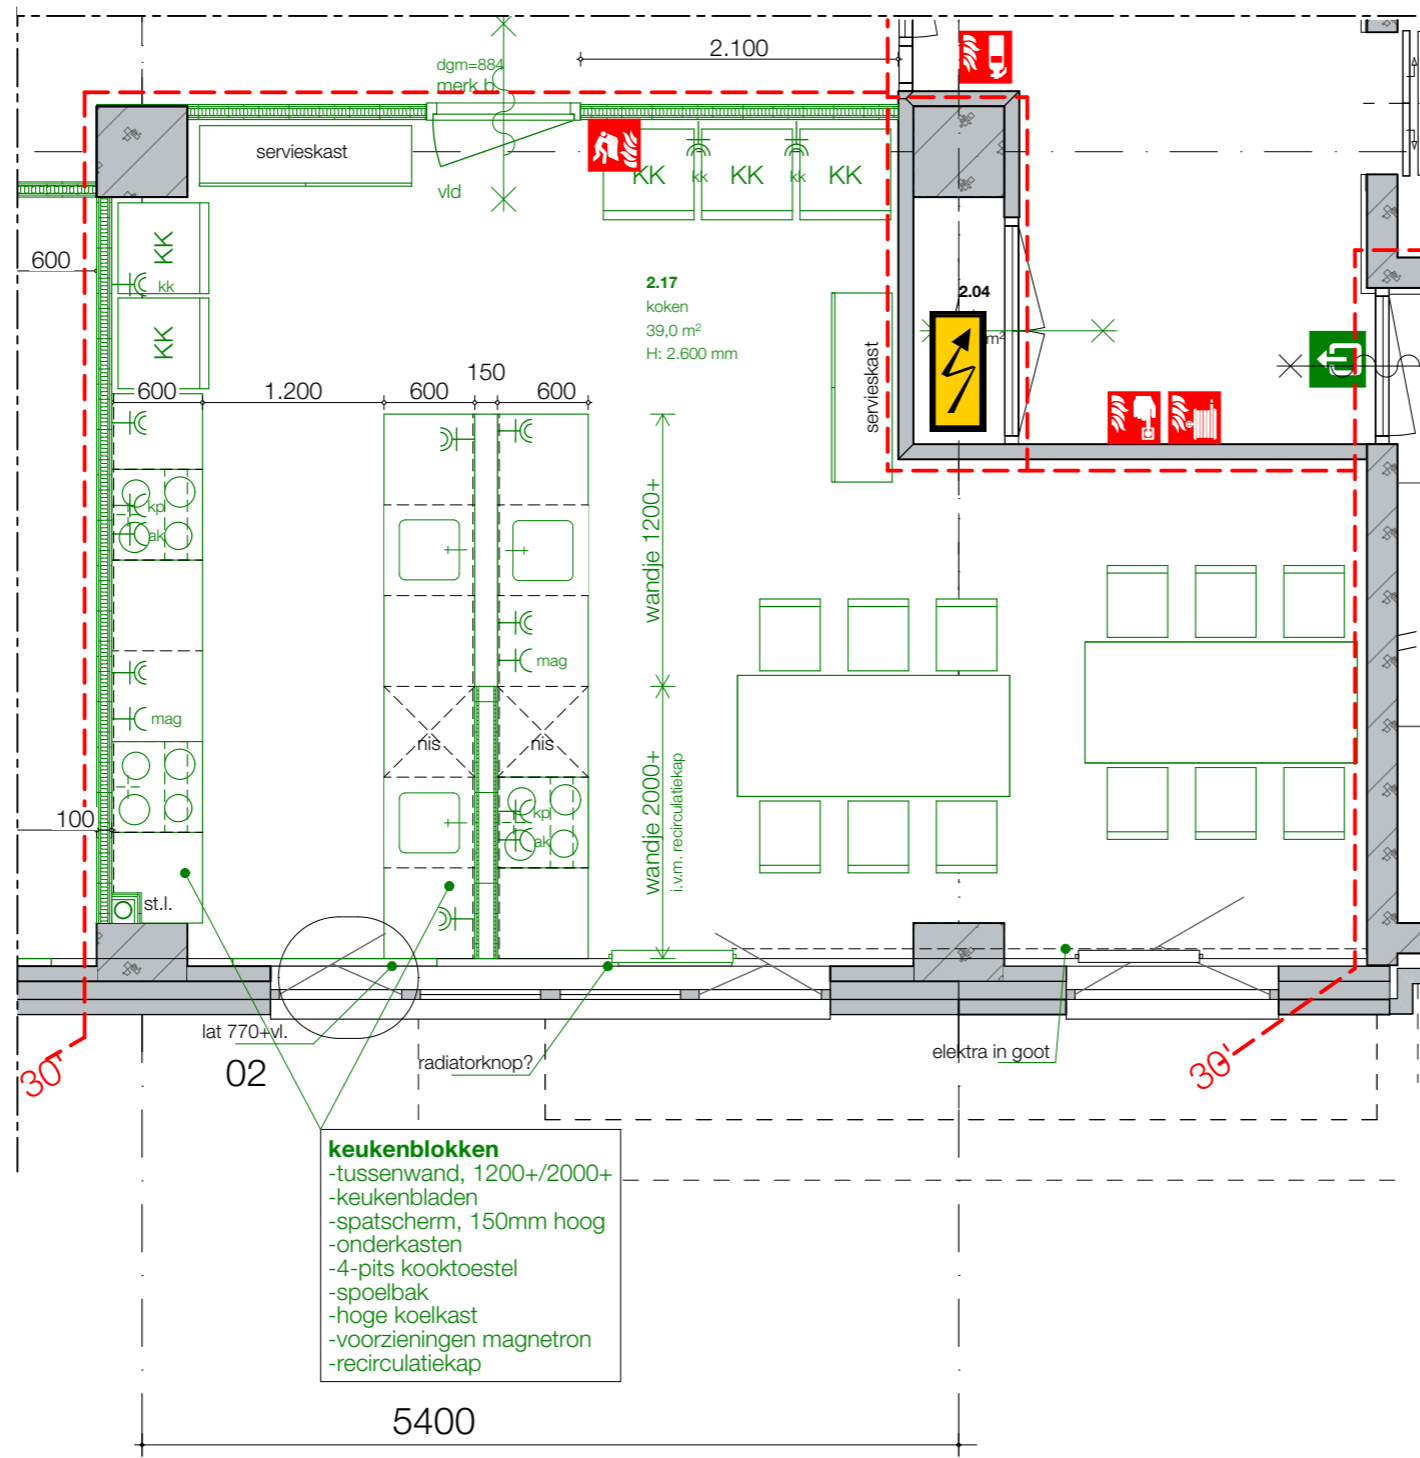 2.100
dgm=884
merk b
servieskast
vld
KK
kk
KK
kk
KK
600
KK
kk
KK
2.17
koken
39,0 m²
H: 2.600 mm
2.04
m²
servieskast
600
1.200
600
150
600
kp
ak
wandje 1200+
mag
mag
nis
nis
wandje 2000+
i.v.m. recirculatiekap
kp
ak
100
st.l.
lat 770+vl.
02
radiatorknop?
elektra in goot
30'
30'
keukenblokken
-tussenwand, 1200+/2000+
-keukenbladen
-spatscherm, 150mm hoog
-onderkasten
-4-pits kooktoestel
-spoelbak
-hoge koelkast
-voorzieningen magnetron
-recirculatiekap
5400